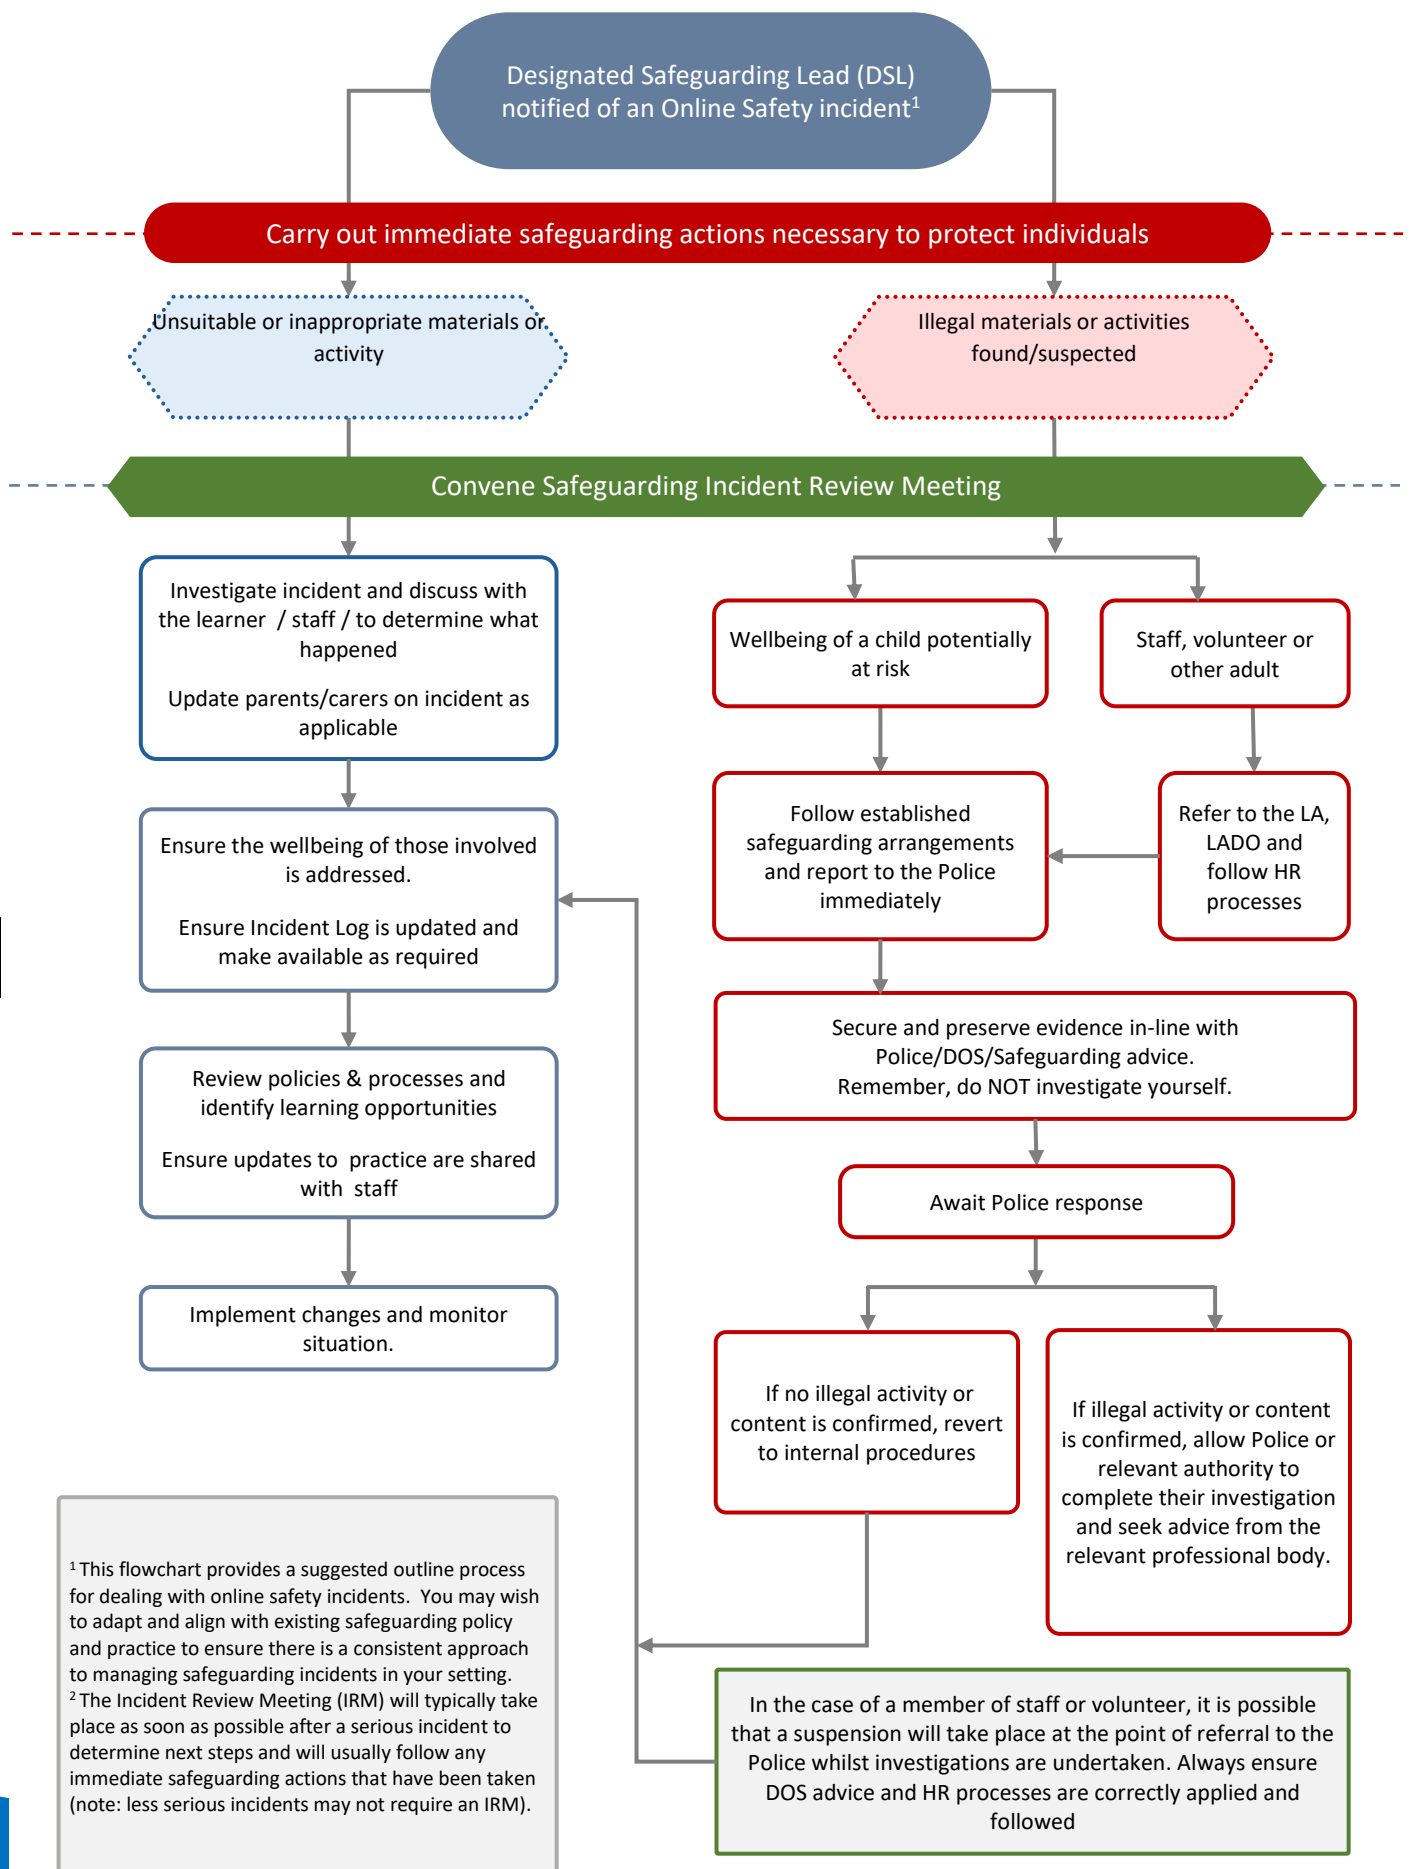 Designated Safeguarding Lead (DSL)
notified of an Online Safety incident¹
Carry out immediate safeguarding actions necessary to protect individuals
Unsuitable or inappropriate materials or
activity
Illegal materials or activities
found/suspected
Convene Safeguarding Incident Review Meeting
Investigate incident and discuss with
the learner / staff / to determine what
happened
Update parents/carers on incident as
applicable
Ensure the wellbeing of those involved
is addressed.
Ensure Incident Log is updated and
make available as required
Review policies & processes and
identify learning opportunities
Ensure updates to practice are shared
with staff
Implement changes and monitor
situation.
Wellbeing of a child potentially
at risk
Staff, volunteer or
other adult
Follow established
safeguarding arrangements
and report to the Police
immediately
Refer to the LA,
LADO and
follow HR
processes
Secure and preserve evidence in-line with
Police/DOS/Safeguarding advice.
Remember, do NOT investigate yourself.
Await Police response
If no illegal activity or
content is confirmed, revert
to internal procedures
If illegal activity or content
is confirmed, allow Police or
relevant authority to
complete their investigation
and seek advice from the
relevant professional body.
In the case of a member of staff or volunteer, it is possible
that a suspension will take place at the point of referral to the
Police whilst investigations are undertaken. Always ensure
DOS advice and HR processes are correctly applied and
followed
¹ This flowchart provides a suggested outline process
for dealing with online safety incidents. You may wish
to adapt and align with existing safeguarding policy
and practice to ensure there is a consistent approach
to managing safeguarding incidents in your setting.
² The Incident Review Meeting (IRM) will typically take
place as soon as possible after a serious incident to
determine next steps and will usually follow any
immediate safeguarding actions that have been taken
(note: less serious incidents may not require an IRM).